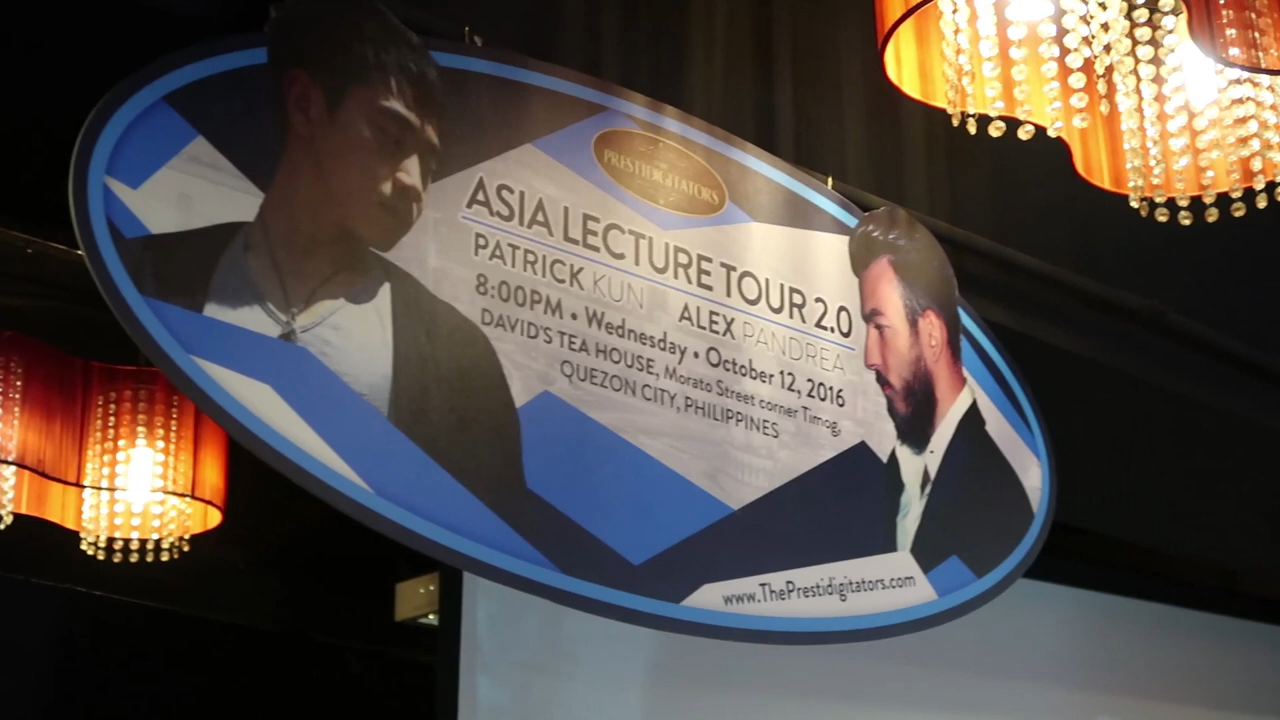 PRESTIDIGITATORS
ASIA LECTURE TOUR 2.0
PATRICK KUN ALEX PANDREA
8:00PM • Wednesday • October 12, 2016
DAVID'S TEA HOUSE, Morato Street corner Timog,
QUEZON CITY, PHILIPPINES
www.ThePrestidigitators.com